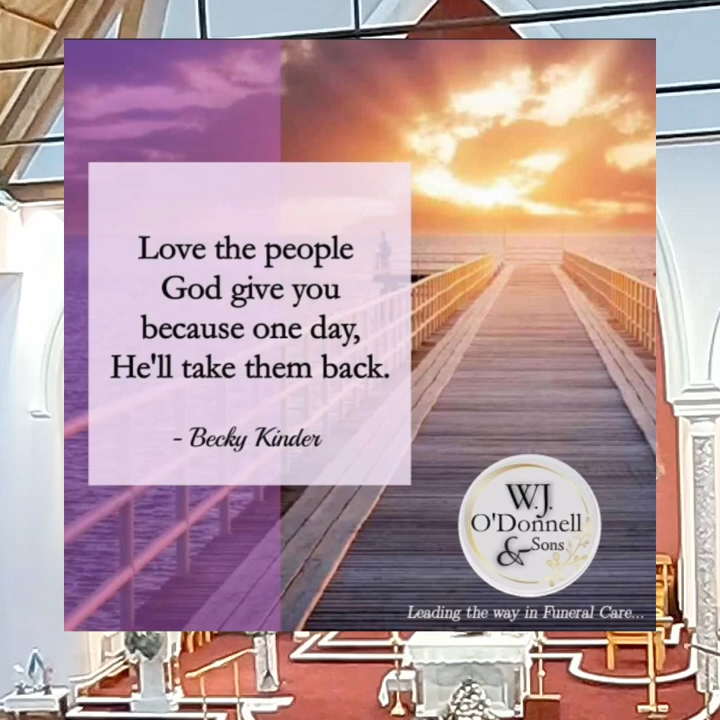 Love the people
God give you
because one day,
He'll take them back.
- Becky Kinder
W.J.
O'Donnell
& Sons
Leading the way in Funeral Care...